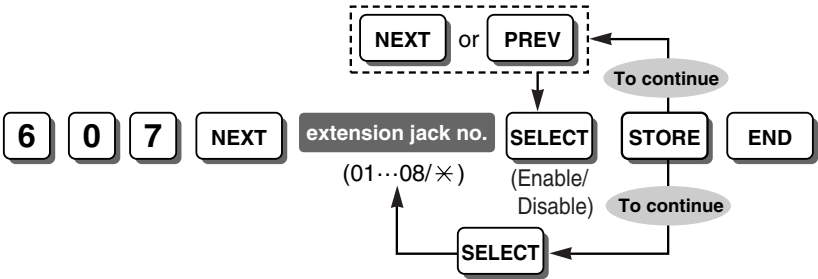 NEXT or PREV
To continue
6 0 7 NEXT extension jack no. SELECT STORE END
(01···08/✳) (Enable/
Disable) To continue
SELECT